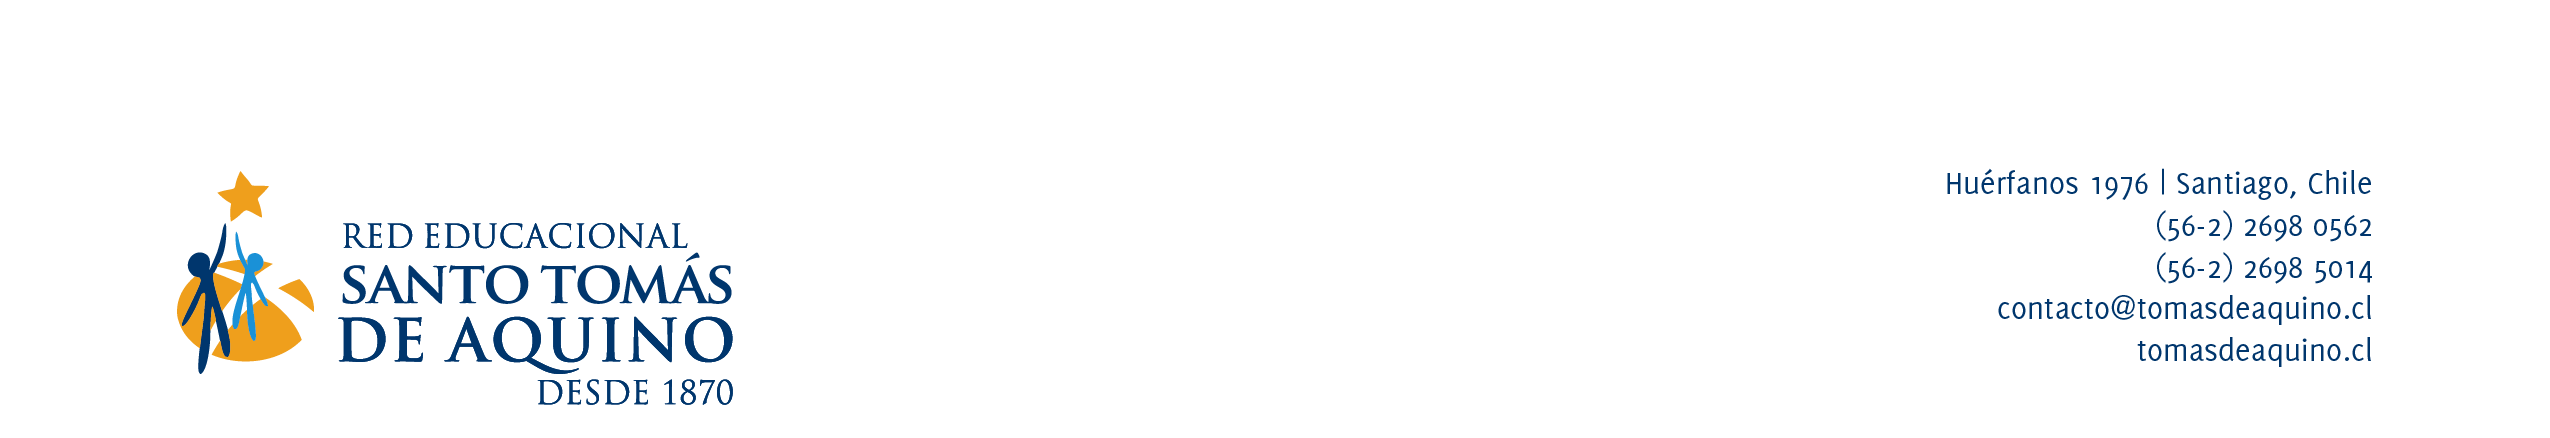 RED EDUCACIONAL
SANTO TOMÁS
DE AQUINO
DESDE 1870
Huérfanos 1976 | Santiago, Chile
(56-2) 2698 0562
(56-2) 2698 5014
contacto@tomasdeaquino.cl
tomasdeaquino.cl